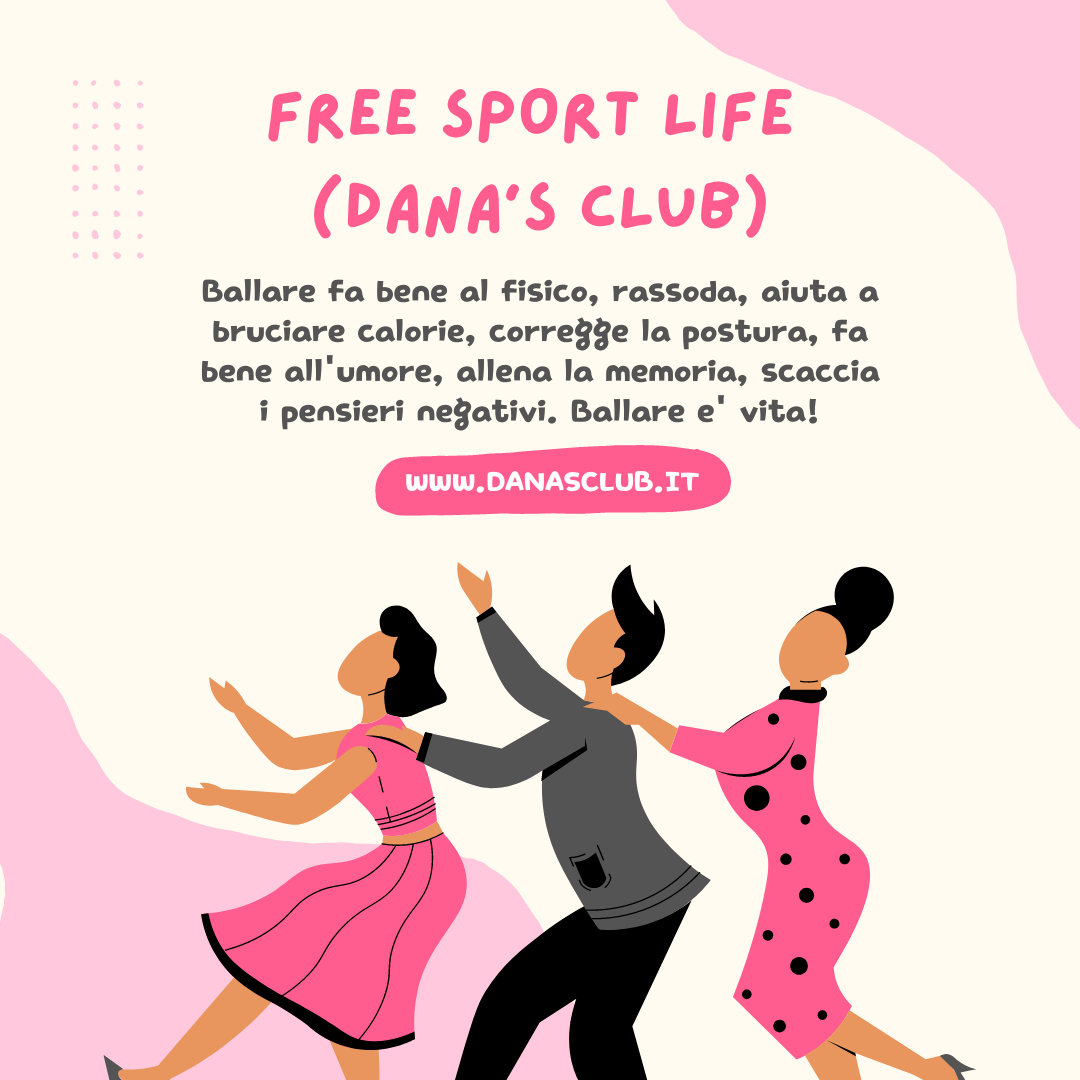 FREE SPORT LIFE
(DANA'S CLUB)
Ballare fa bene al fisico, rassoda, aiuta a
bruciare calorie, corregge la postura, fa
bene all'umore, allena la memoria, scaccia
i pensieri negativi. Ballare e' vita!
WWW.DANASCLUB.IT